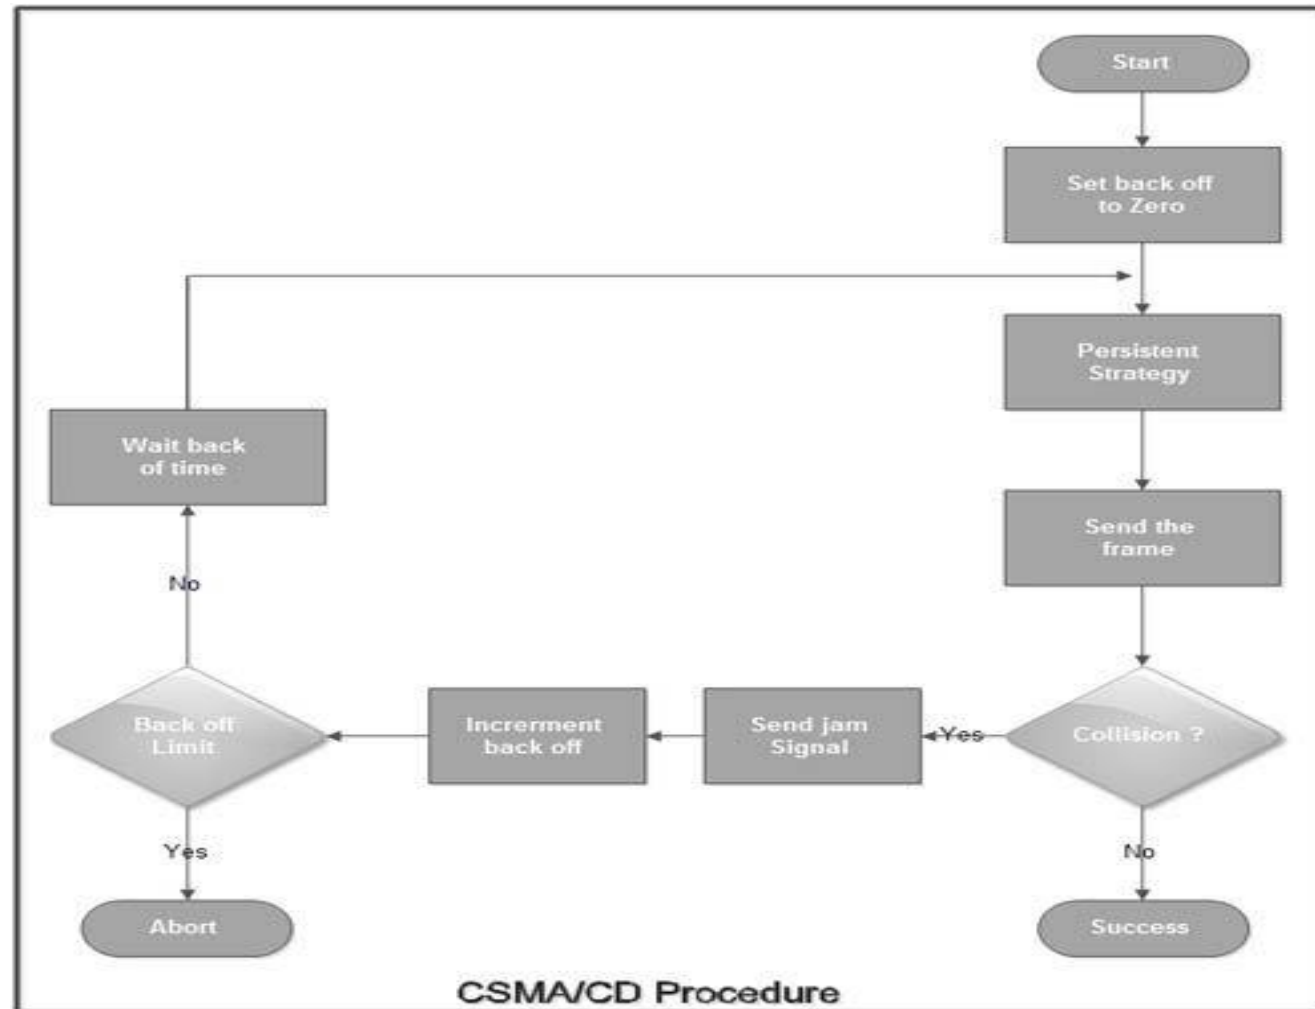 Start
Set back off
to Zero
Persistent
Strategy
Send the
frame
Collision ?
Yes
Send jam
Signal
Incerment
back off
Back off
Limit
No
Wait back
of time
Yes
Abort
No
Success
CSMA/CD Procedure